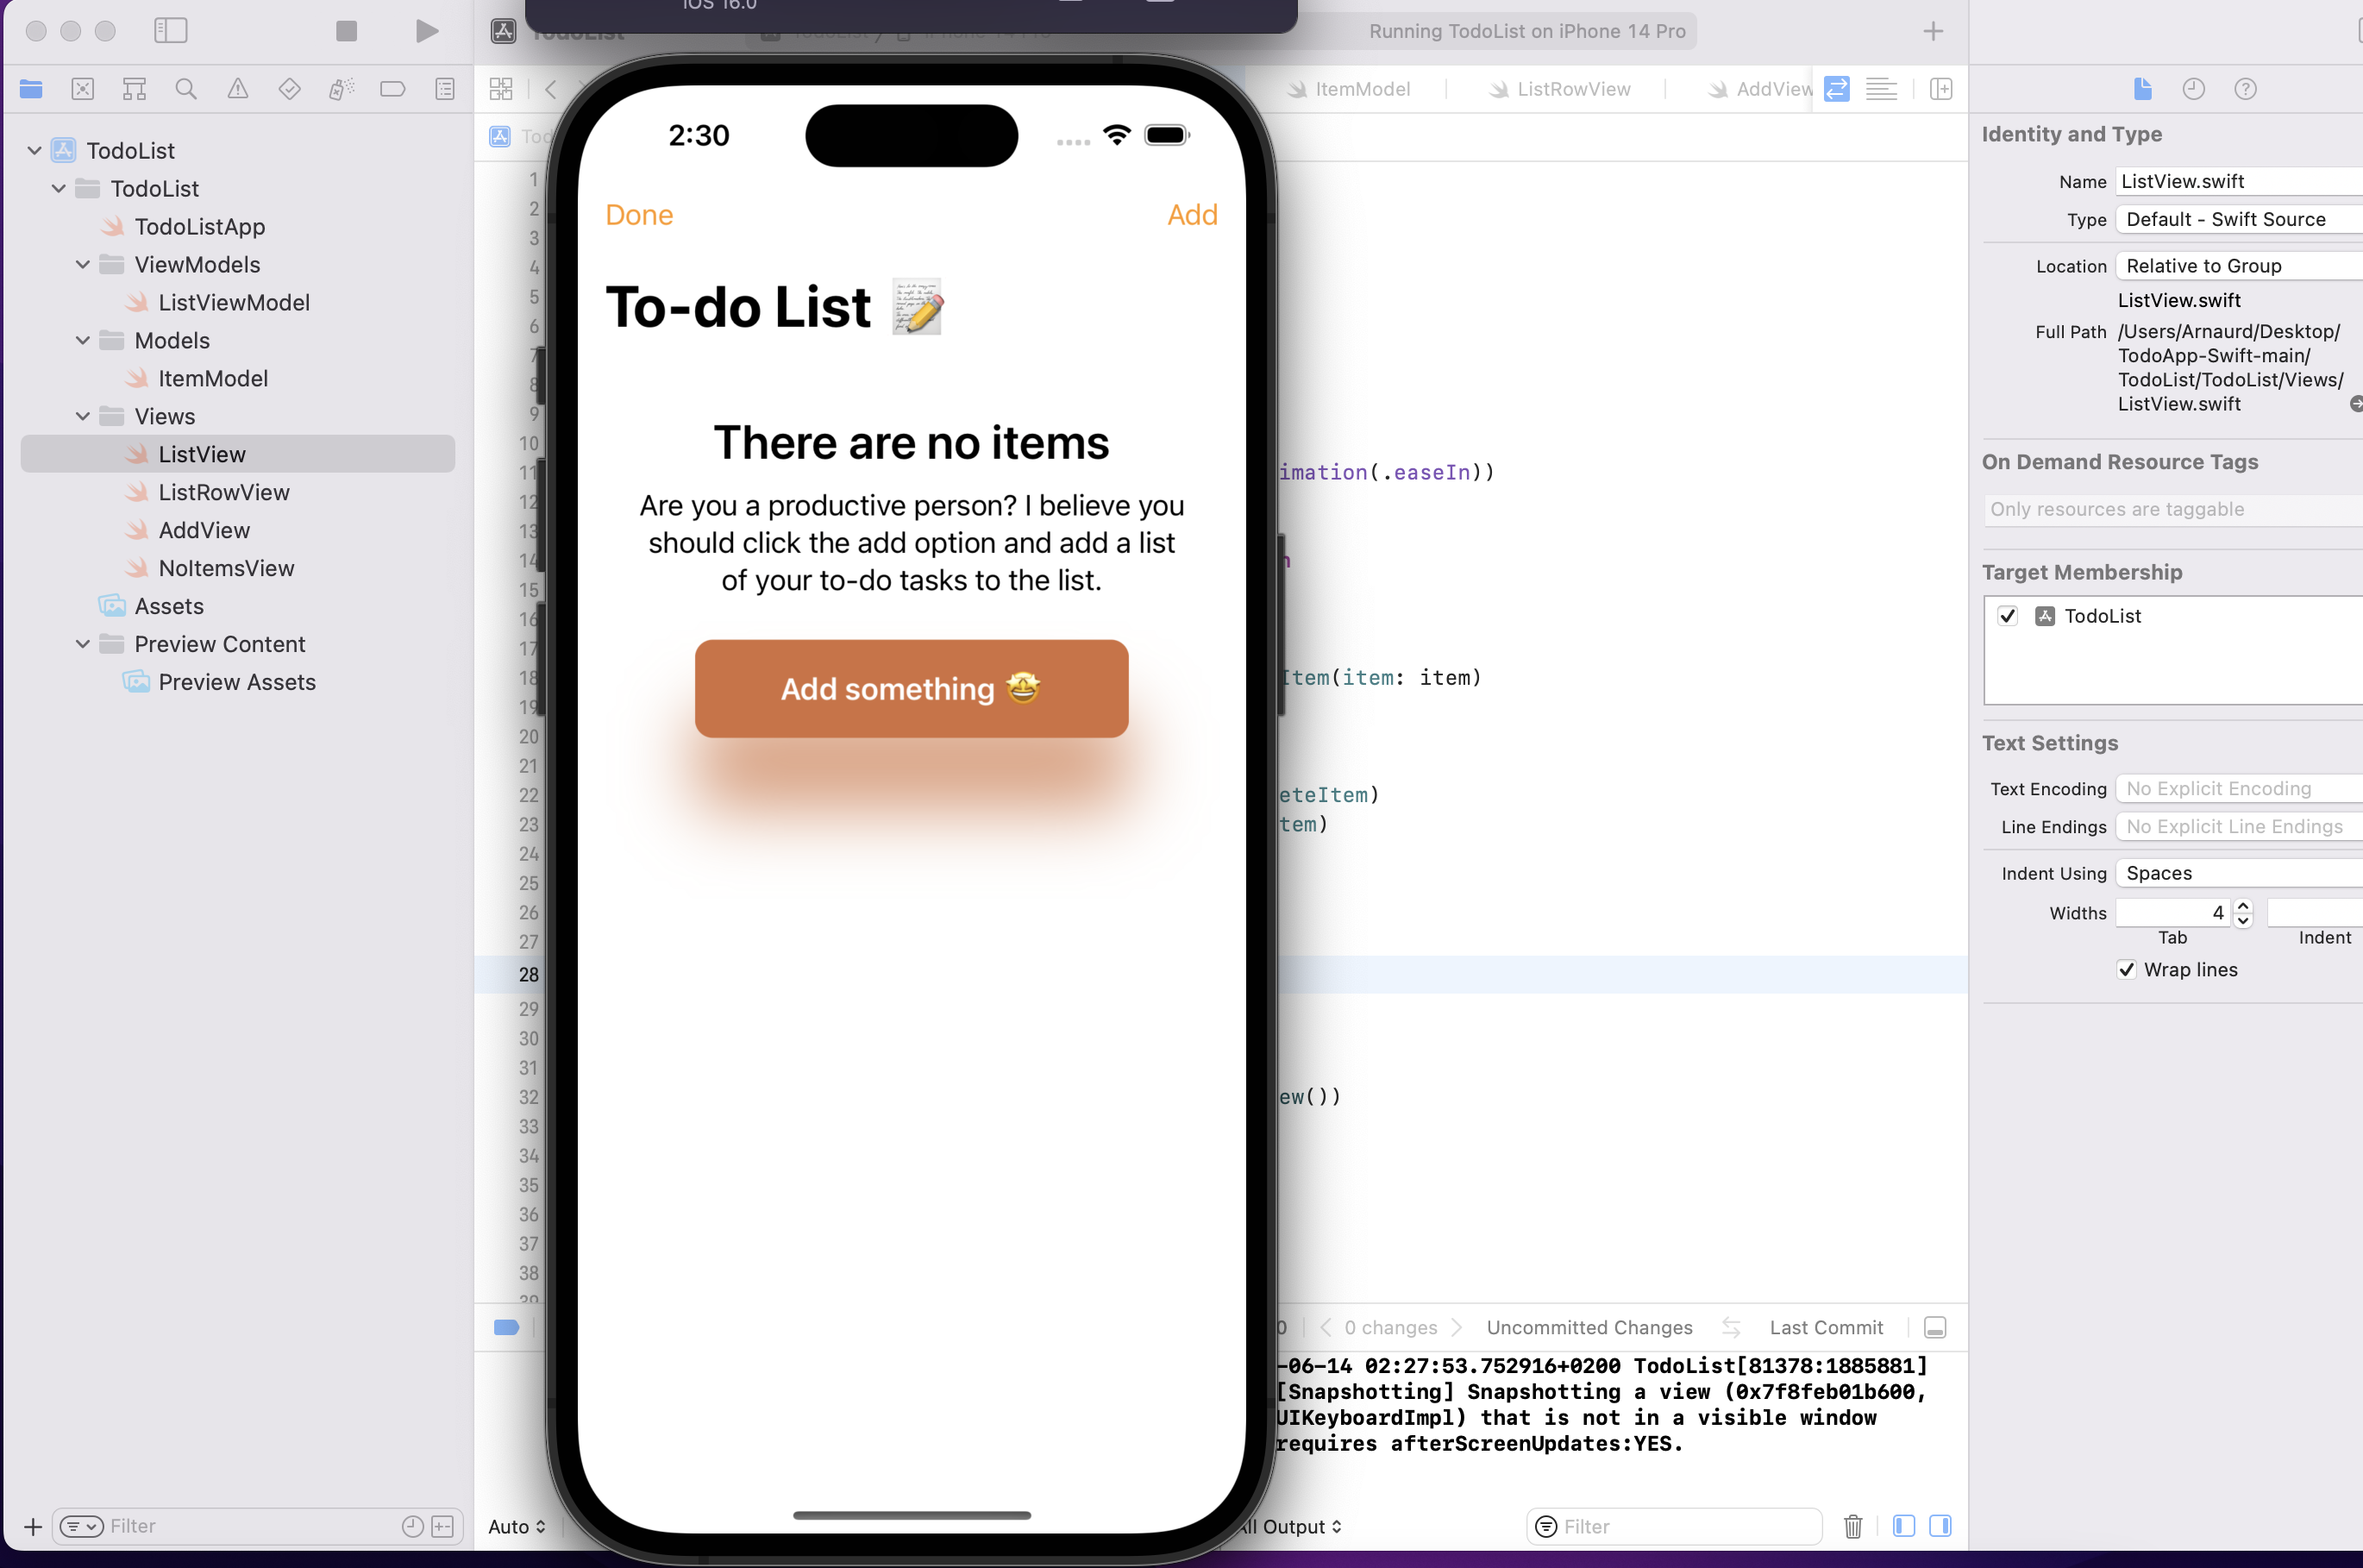 iOS 16.0
TodoList
Running TodoList on iPhone 14 Pro
ItemModel
ListRowView
AddView
TodoList
TodoList
TodoListApp
ViewModels
ListViewModel
Models
ItemModel
Views
ListView
ListRowView
AddView
NoItemsView
Assets
Preview Content
Preview Assets
Filter
1
2
3
4
5
6
7
8
9
10
11
12
13
14
15
16
17
18
19
20
21
22
23
24
25
26
27
28
29
30
31
32
33
34
35
36
37
38
39
2:30
Done
Add
To-do List 📝
There are no items
Are you a productive person? I believe you
should click the add option and add a list
of your to-do tasks to the list.
Add something 🤩
imation(.easeIn))
Item(item: item)
eteItem)
tem)
ew())
0 changes
Uncommitted Changes
Last Commit
-06-14 02:27:53.752916+0200 TodoList[81378:1885881]
[Snapshotting] Snapshotting a view (0x7f8feb01b600,
UIKeyboardImpl) that is not in a visible window
requires afterScreenUpdates:YES.
Auto
All Output
Filter
Identity and Type
Name ListView.swift
Type Default - Swift Source
Location Relative to Group
ListView.swift
Full Path /Users/Arnaurd/Desktop/
TodoApp-Swift-main/
TodoList/TodoList/Views/
ListView.swift
On Demand Resource Tags
Only resources are taggable
Target Membership
TodoList
Text Settings
Text Encoding No Explicit Encoding
Line Endings No Explicit Line Endings
Indent Using Spaces
Widths 4
Tab Indent
Wrap lines